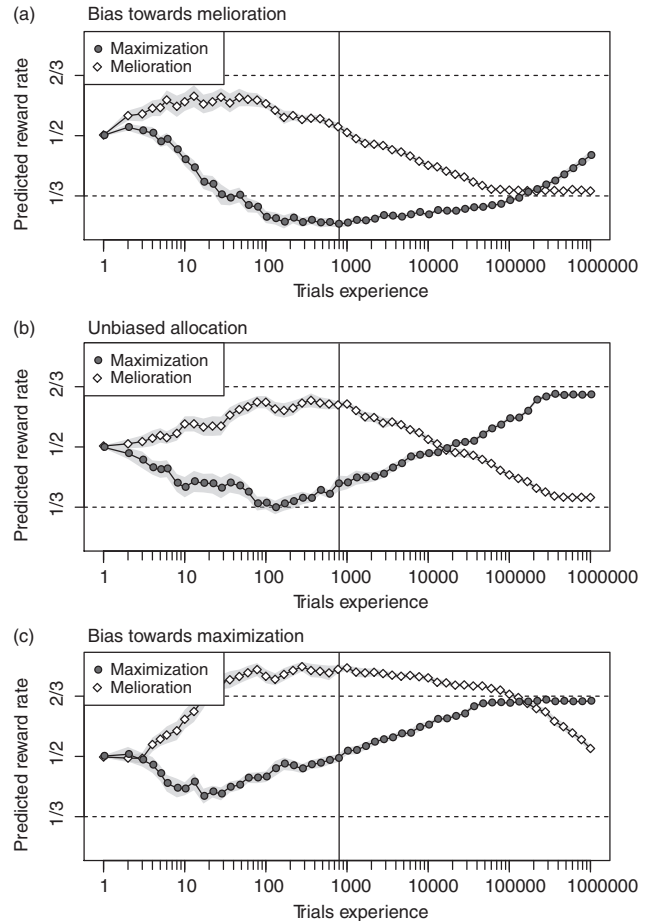 (a) Bias towards melioration
Maximization
Melioration
Predicted reward rate
2/3
1/2
1/3
1 10 100 1000 10000 100000 1000000
Trials experience
(b) Unbiased allocation
Maximization
Melioration
Predicted reward rate
2/3
1/2
1/3
1 10 100 1000 10000 100000 1000000
Trials experience
(c) Bias towards maximization
Maximization
Melioration
Predicted reward rate
2/3
1/2
1/3
1 10 100 1000 10000 100000 1000000
Trials experience